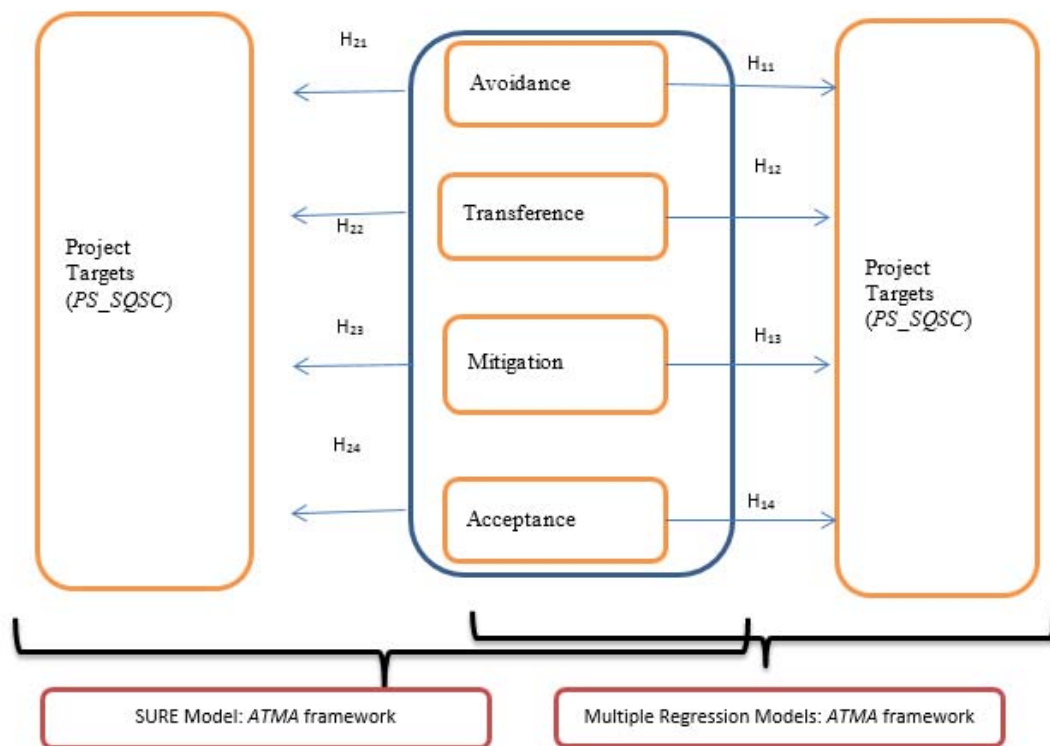 H₂₁
Avoidance
H₁₁
H₁₂
Transference
H₂₂
Project
Targets
(PS_SQSC)
Project
Targets
(PS_SQSC)
H₂₃
Mitigation
H₁₃
H₂₄
Acceptance
H₁₄
SURE Model: ATMA framework
Multiple Regression Models: ATMA framework